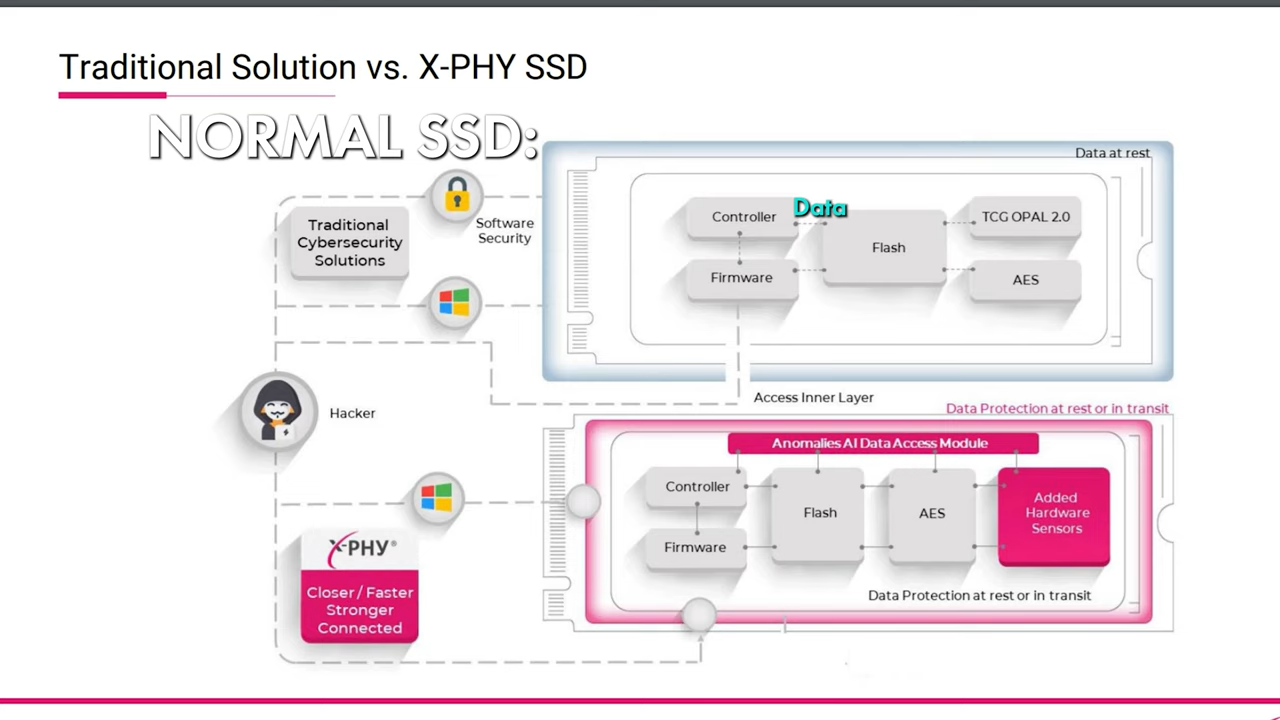 Traditional Solution vs. X-PHY SSD
NORMAL SSD:
Data at rest
Traditional
Cybersecurity
Solutions
Software
Security
Controller
Data
Flash
TCG OPAL 2.0
Firmware
AES
Hacker
Access Inner Layer
Data Protection at rest or in transit
Anomalies AI Data Access Module
Controller
Flash
AES
Added
Hardware
Sensors
Firmware
Data Protection at rest or in transit
X-PHY®
Closer / Faster
Stronger
Connected